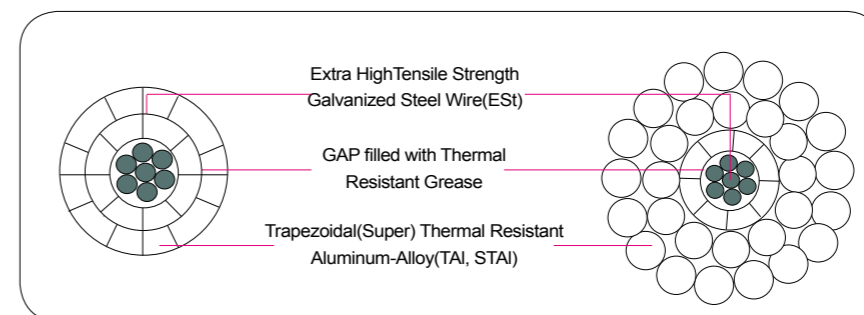 Extra HighTensile Strength
Galvanized Steel Wire(ESt)
GAP filled with Thermal
Resistant Grease
Trapezoidal(Super) Thermal Resistant
Aluminum-Alloy(TAl, STAl)